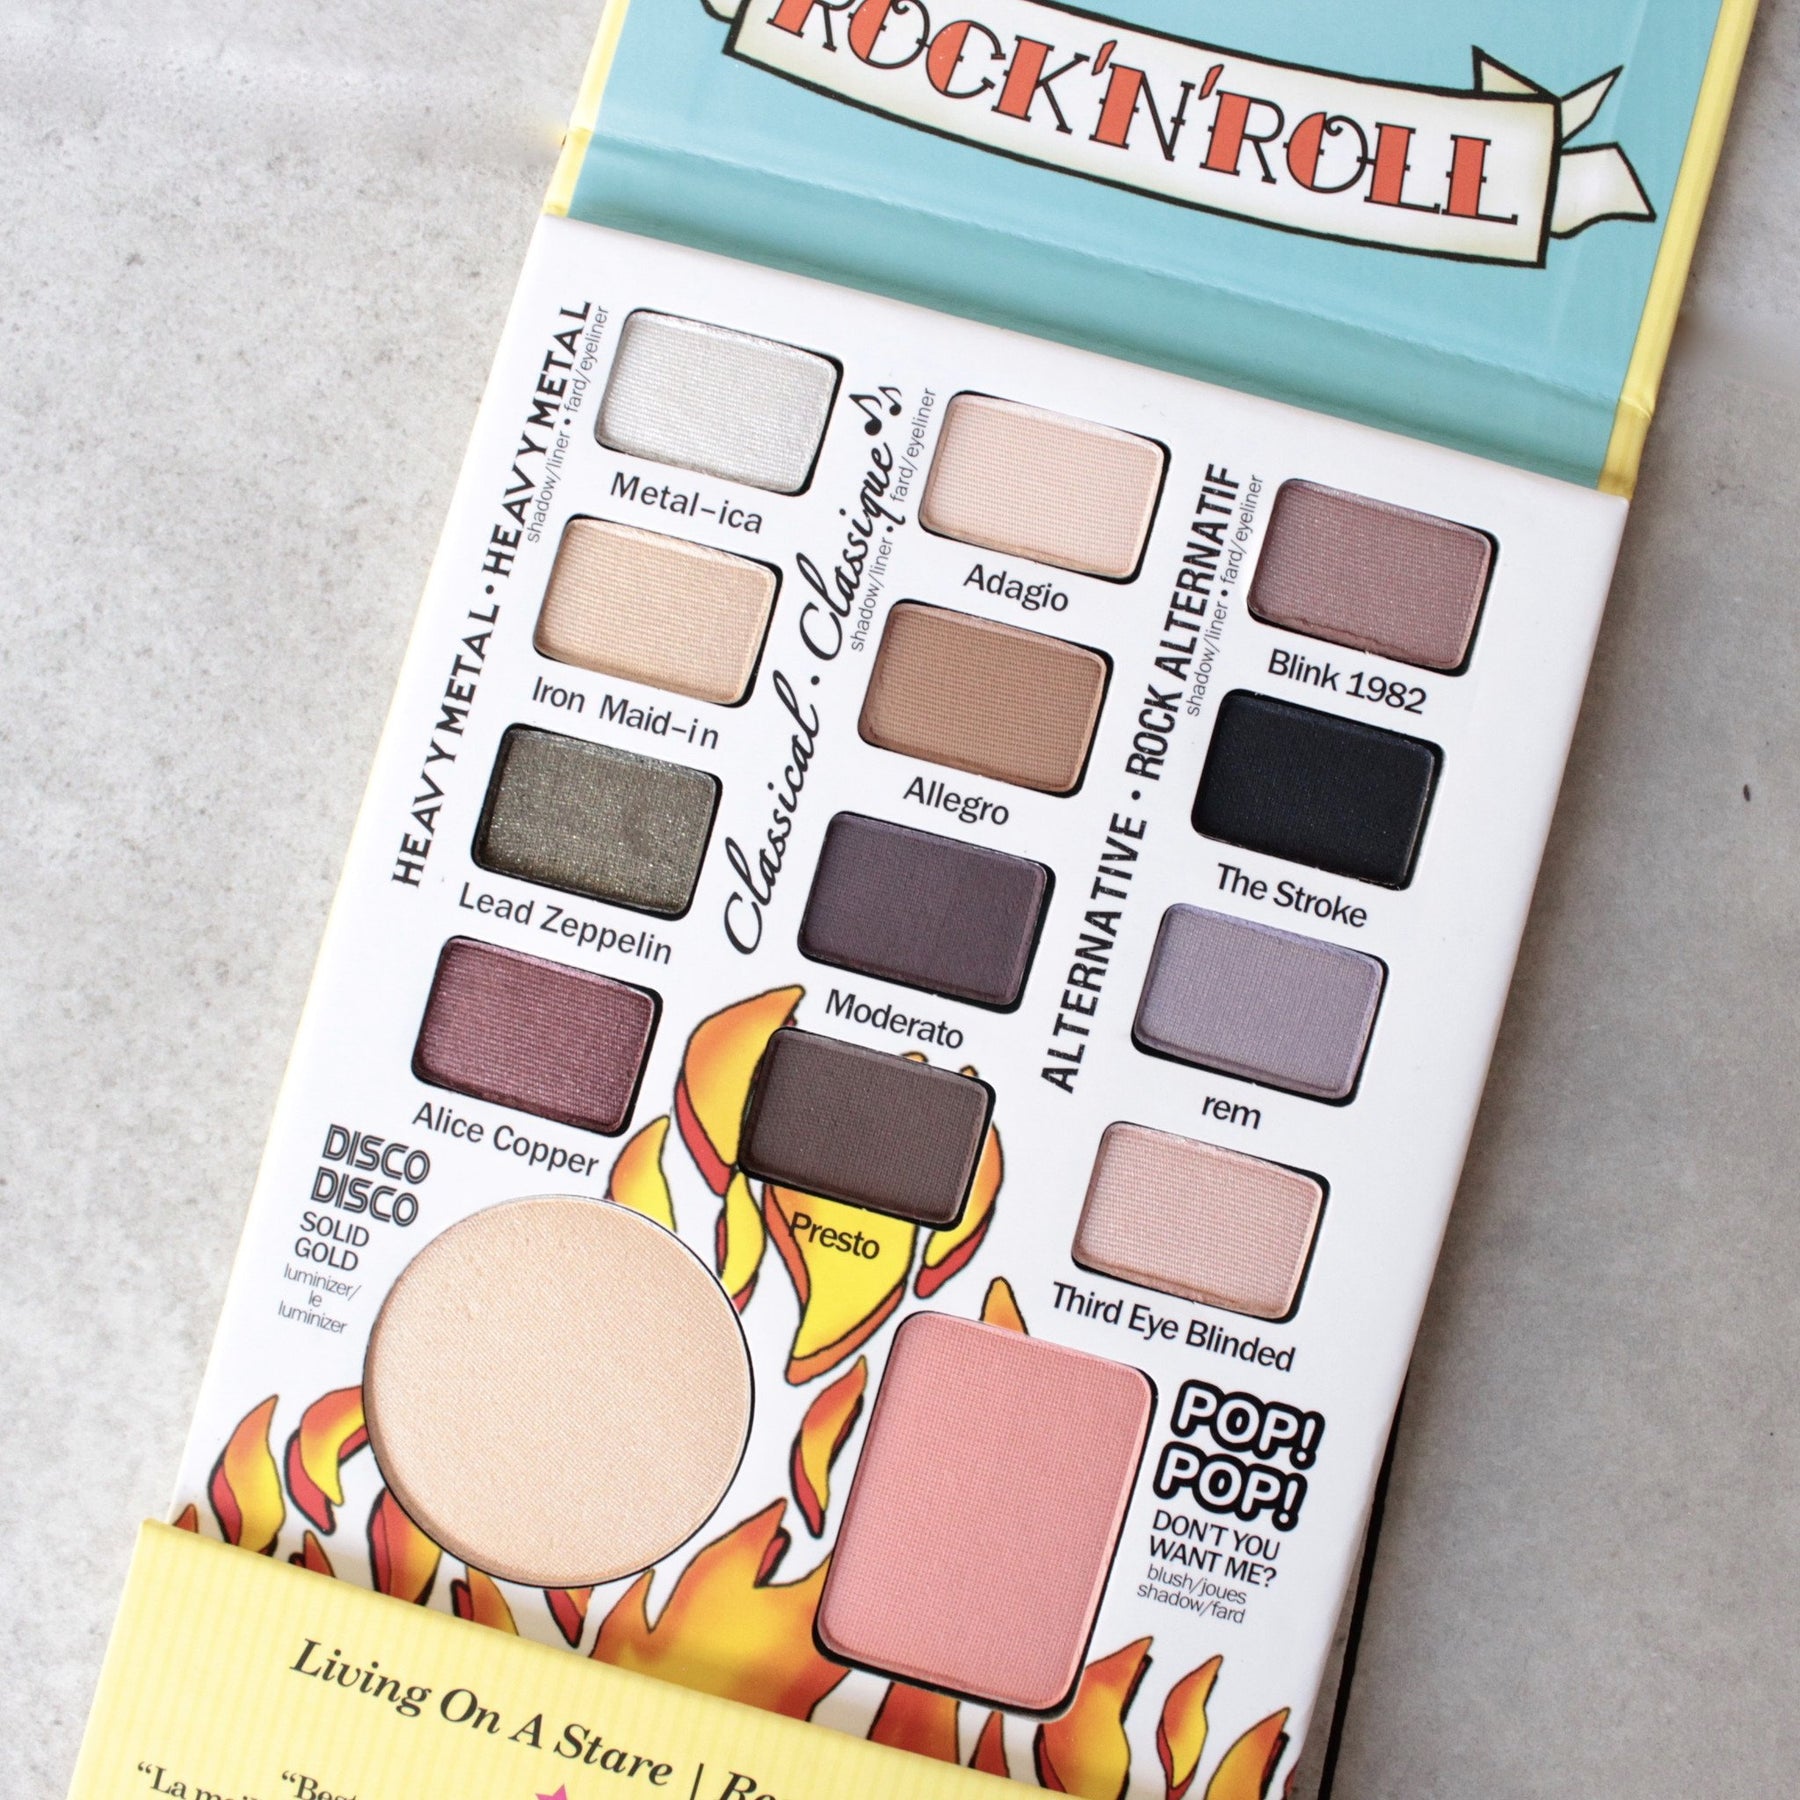 ROCK'N'ROLL
HEAVY METAL • HEAVY METAL
shadow/liner • fard/eyeliner
Metal-ica
Iron Maid-in
Lead Zeppelin
Alice Copper
Classical • Classique
shadow/liner • fard/eyeliner
Adagio
Allegro
Moderato
Presto
ALTERNATIVE • ROCK ALTERNATIF
shadow/liner • fard/eyeliner
Blink 1982
The Stroke
rem
Third Eye Blinded
DISCO
DISCO
SOLID
GOLD
luminizer/
le
luminizer
POP!
POP!
DON'T YOU
WANT ME?
blush/joues
shadow/fard
Living On A Stare |
"Best
"La